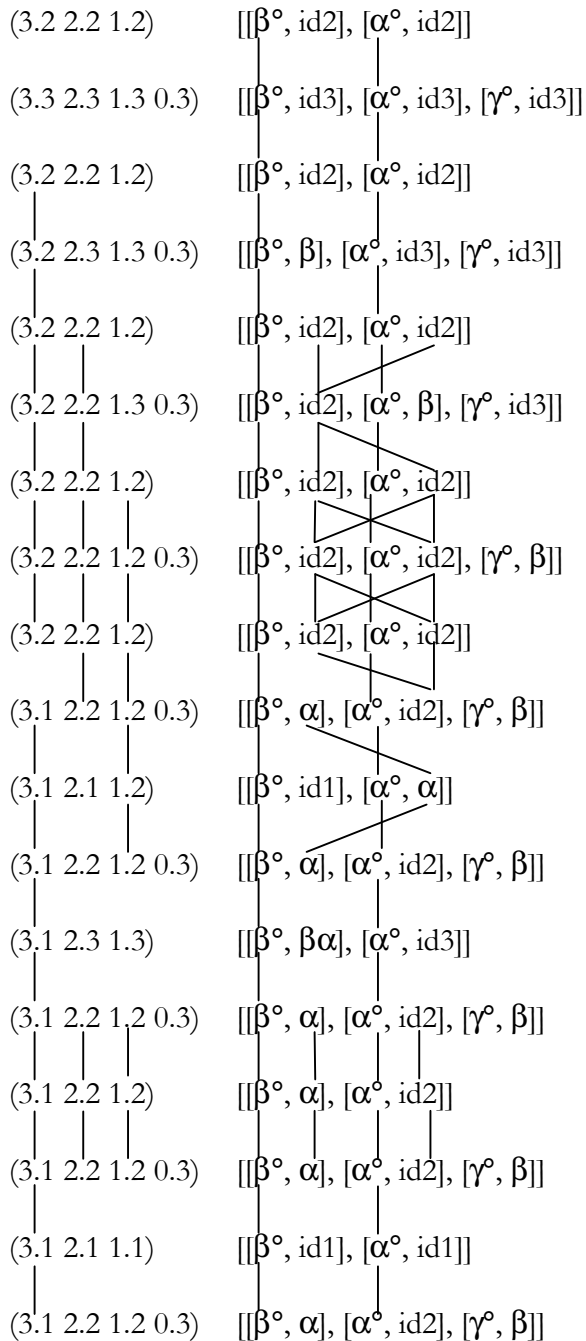 (3.2 2.2 1.2) [[β°, id2], [α°, id2]]
(3.3 2.3 1.3 0.3) [[β°, id3], [α°, id3], [γ°, id3]]
(3.2 2.2 1.2) [[β°, id2], [α°, id2]]
(3.2 2.3 1.3 0.3) [[β°, β], [α°, id3], [γ°, id3]]
(3.2 2.2 1.2) [[β°, id2], [α°, id2]]
(3.2 2.2 1.3 0.3) [[β°, id2], [α°, β], [γ°, id3]]
(3.2 2.2 1.2) [[β°, id2], [α°, id2]]
(3.2 2.2 1.2 0.3) [[β°, id2], [α°, id2], [γ°, β]]
(3.2 2.2 1.2) [[β°, id2], [α°, id2]]
(3.1 2.2 1.2 0.3) [[β°, α], [α°, id2], [γ°, β]]
(3.1 2.1 1.2) [[β°, id1], [α°, α]]
(3.1 2.2 1.2 0.3) [[β°, α], [α°, id2], [γ°, β]]
(3.1 2.3 1.3) [[β°, βα], [α°, id3]]
(3.1 2.2 1.2 0.3) [[β°, α], [α°, id2], [γ°, β]]
(3.1 2.2 1.2) [[β°, α], [α°, id2]]
(3.1 2.2 1.2 0.3) [[β°, α], [α°, id2], [γ°, β]]
(3.1 2.1 1.1) [[β°, id1], [α°, id1]]
(3.1 2.2 1.2 0.3) [[β°, α], [α°, id2], [γ°, β]]